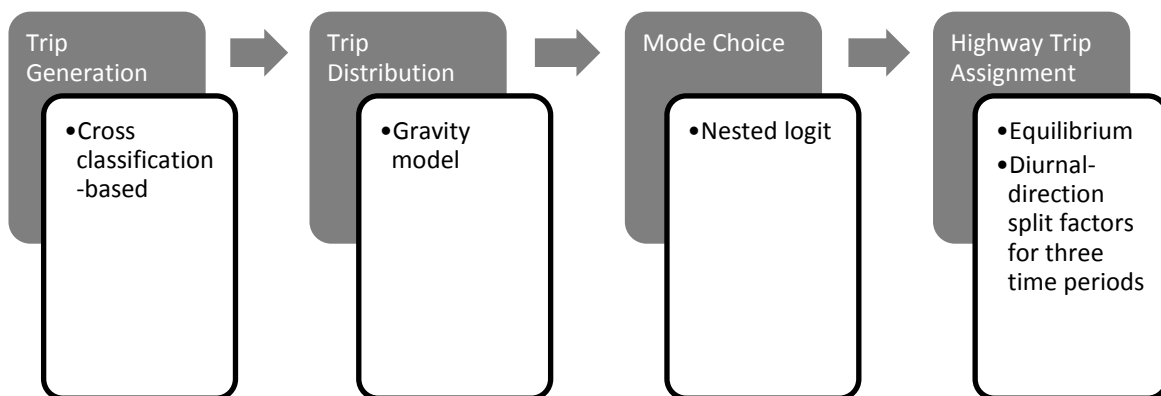 Trip
Generation
•Cross
classification
-based
Trip
Distribution
•Gravity
model
Mode Choice
•Nested logit
Highway Trip
Assignment
•Equilibrium
•Diurnal-
direction
split factors
for three
time periods